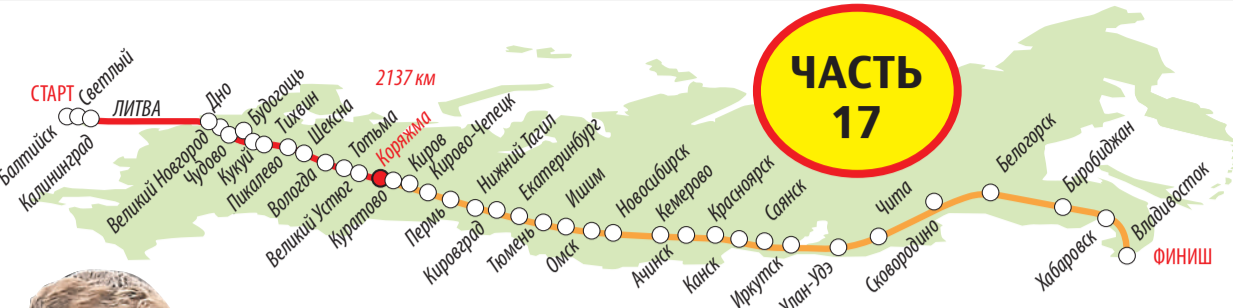 СТАРТ
Балтийск
Светлый
Калининград
ЛИТВА
Дно
Великий Новгород
Чудово
Будогощь
Кукуй
Тихвин
Пикалево
Шексна
Вологда
Тотьма
Великий Устюг
2137 км
Коряжма
Куратово
Киров
Кирово-Чепецк
Пермь
Нижний Тагил
Кировград
Екатеринбург
Тюмень
Ишим
Омск
Новосибирск
Ачинск
Кемерово
Канск
Красноярск
Иркутск
Саянск
Улан-Удэ
Чита
Сковородино
Белогорск
Биробиджан
Хабаровск
Владивосток
ФИНИШ
ЧАСТЬ
17